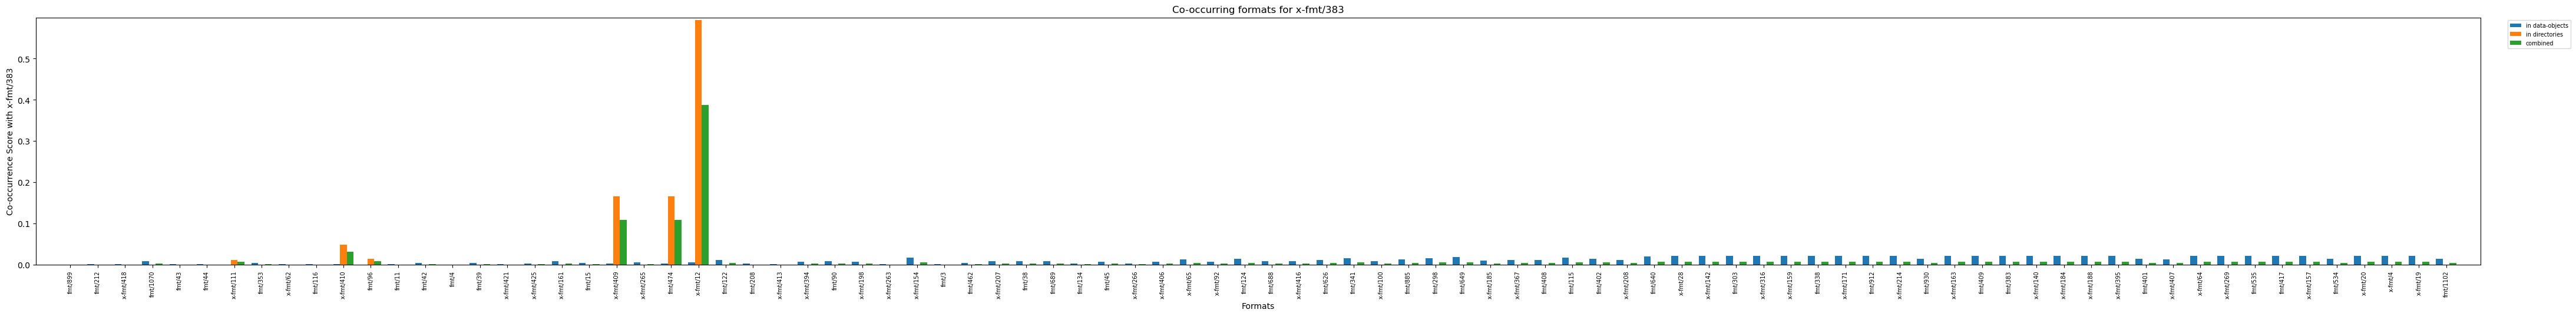 Co-occurring formats for x-fmt/383
in data-objects
in directories
combined
Co-occurrence Score with x-fmt/383
0.5
0.4
0.3
0.2
0.1
0.0
fmt/899
fmt/212
x-fmt/418
fmt/1070
fmt/43
fmt/44
x-fmt/111
fmt/353
x-fmt/62
fmt/116
x-fmt/410
fmt/96
fmt/11
fmt/42
fmt/4
fmt/39
x-fmt/421
x-fmt/425
x-fmt/161
fmt/15
x-fmt/409
x-fmt/265
fmt/474
x-fmt/12
fmt/122
fmt/208
x-fmt/413
x-fmt/394
fmt/90
x-fmt/198
x-fmt/263
x-fmt/154
fmt/3
fmt/462
x-fmt/207
fmt/38
fmt/689
fmt/134
fmt/45
x-fmt/266
x-fmt/406
x-fmt/65
x-fmt/92
fmt/124
fmt/688
x-fmt/416
fmt/626
fmt/341
x-fmt/100
fmt/885
fmt/298
fmt/649
x-fmt/185
x-fmt/367
fmt/408
fmt/115
fmt/402
x-fmt/208
fmt/640
x-fmt/28
x-fmt/142
fmt/303
x-fmt/316
x-fmt/159
fmt/338
x-fmt/171
fmt/912
x-fmt/214
fmt/930
x-fmt/163
fmt/409
fmt/383
x-fmt/140
x-fmt/184
x-fmt/188
x-fmt/395
fmt/401
x-fmt/407
x-fmt/64
x-fmt/269
fmt/535
fmt/417
x-fmt/157
fmt/534
x-fmt/20
x-fmt/4
x-fmt/19
fmt/1102
Formats